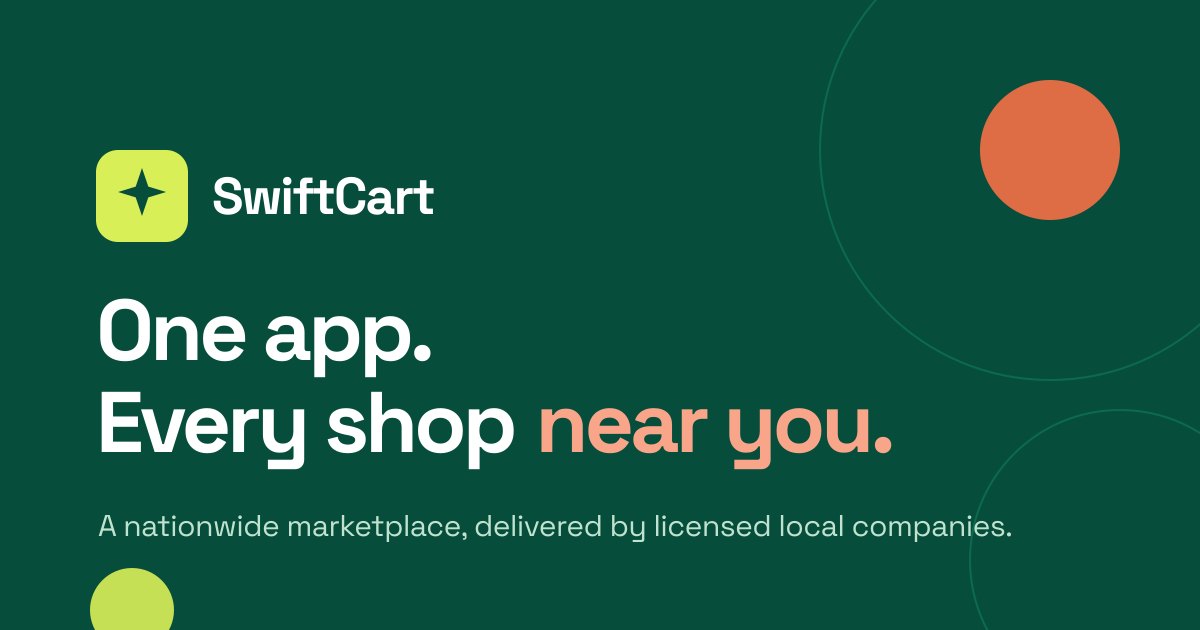 SwiftCart
One app.
Every shop near you.
A nationwide marketplace, delivered by licensed local companies.